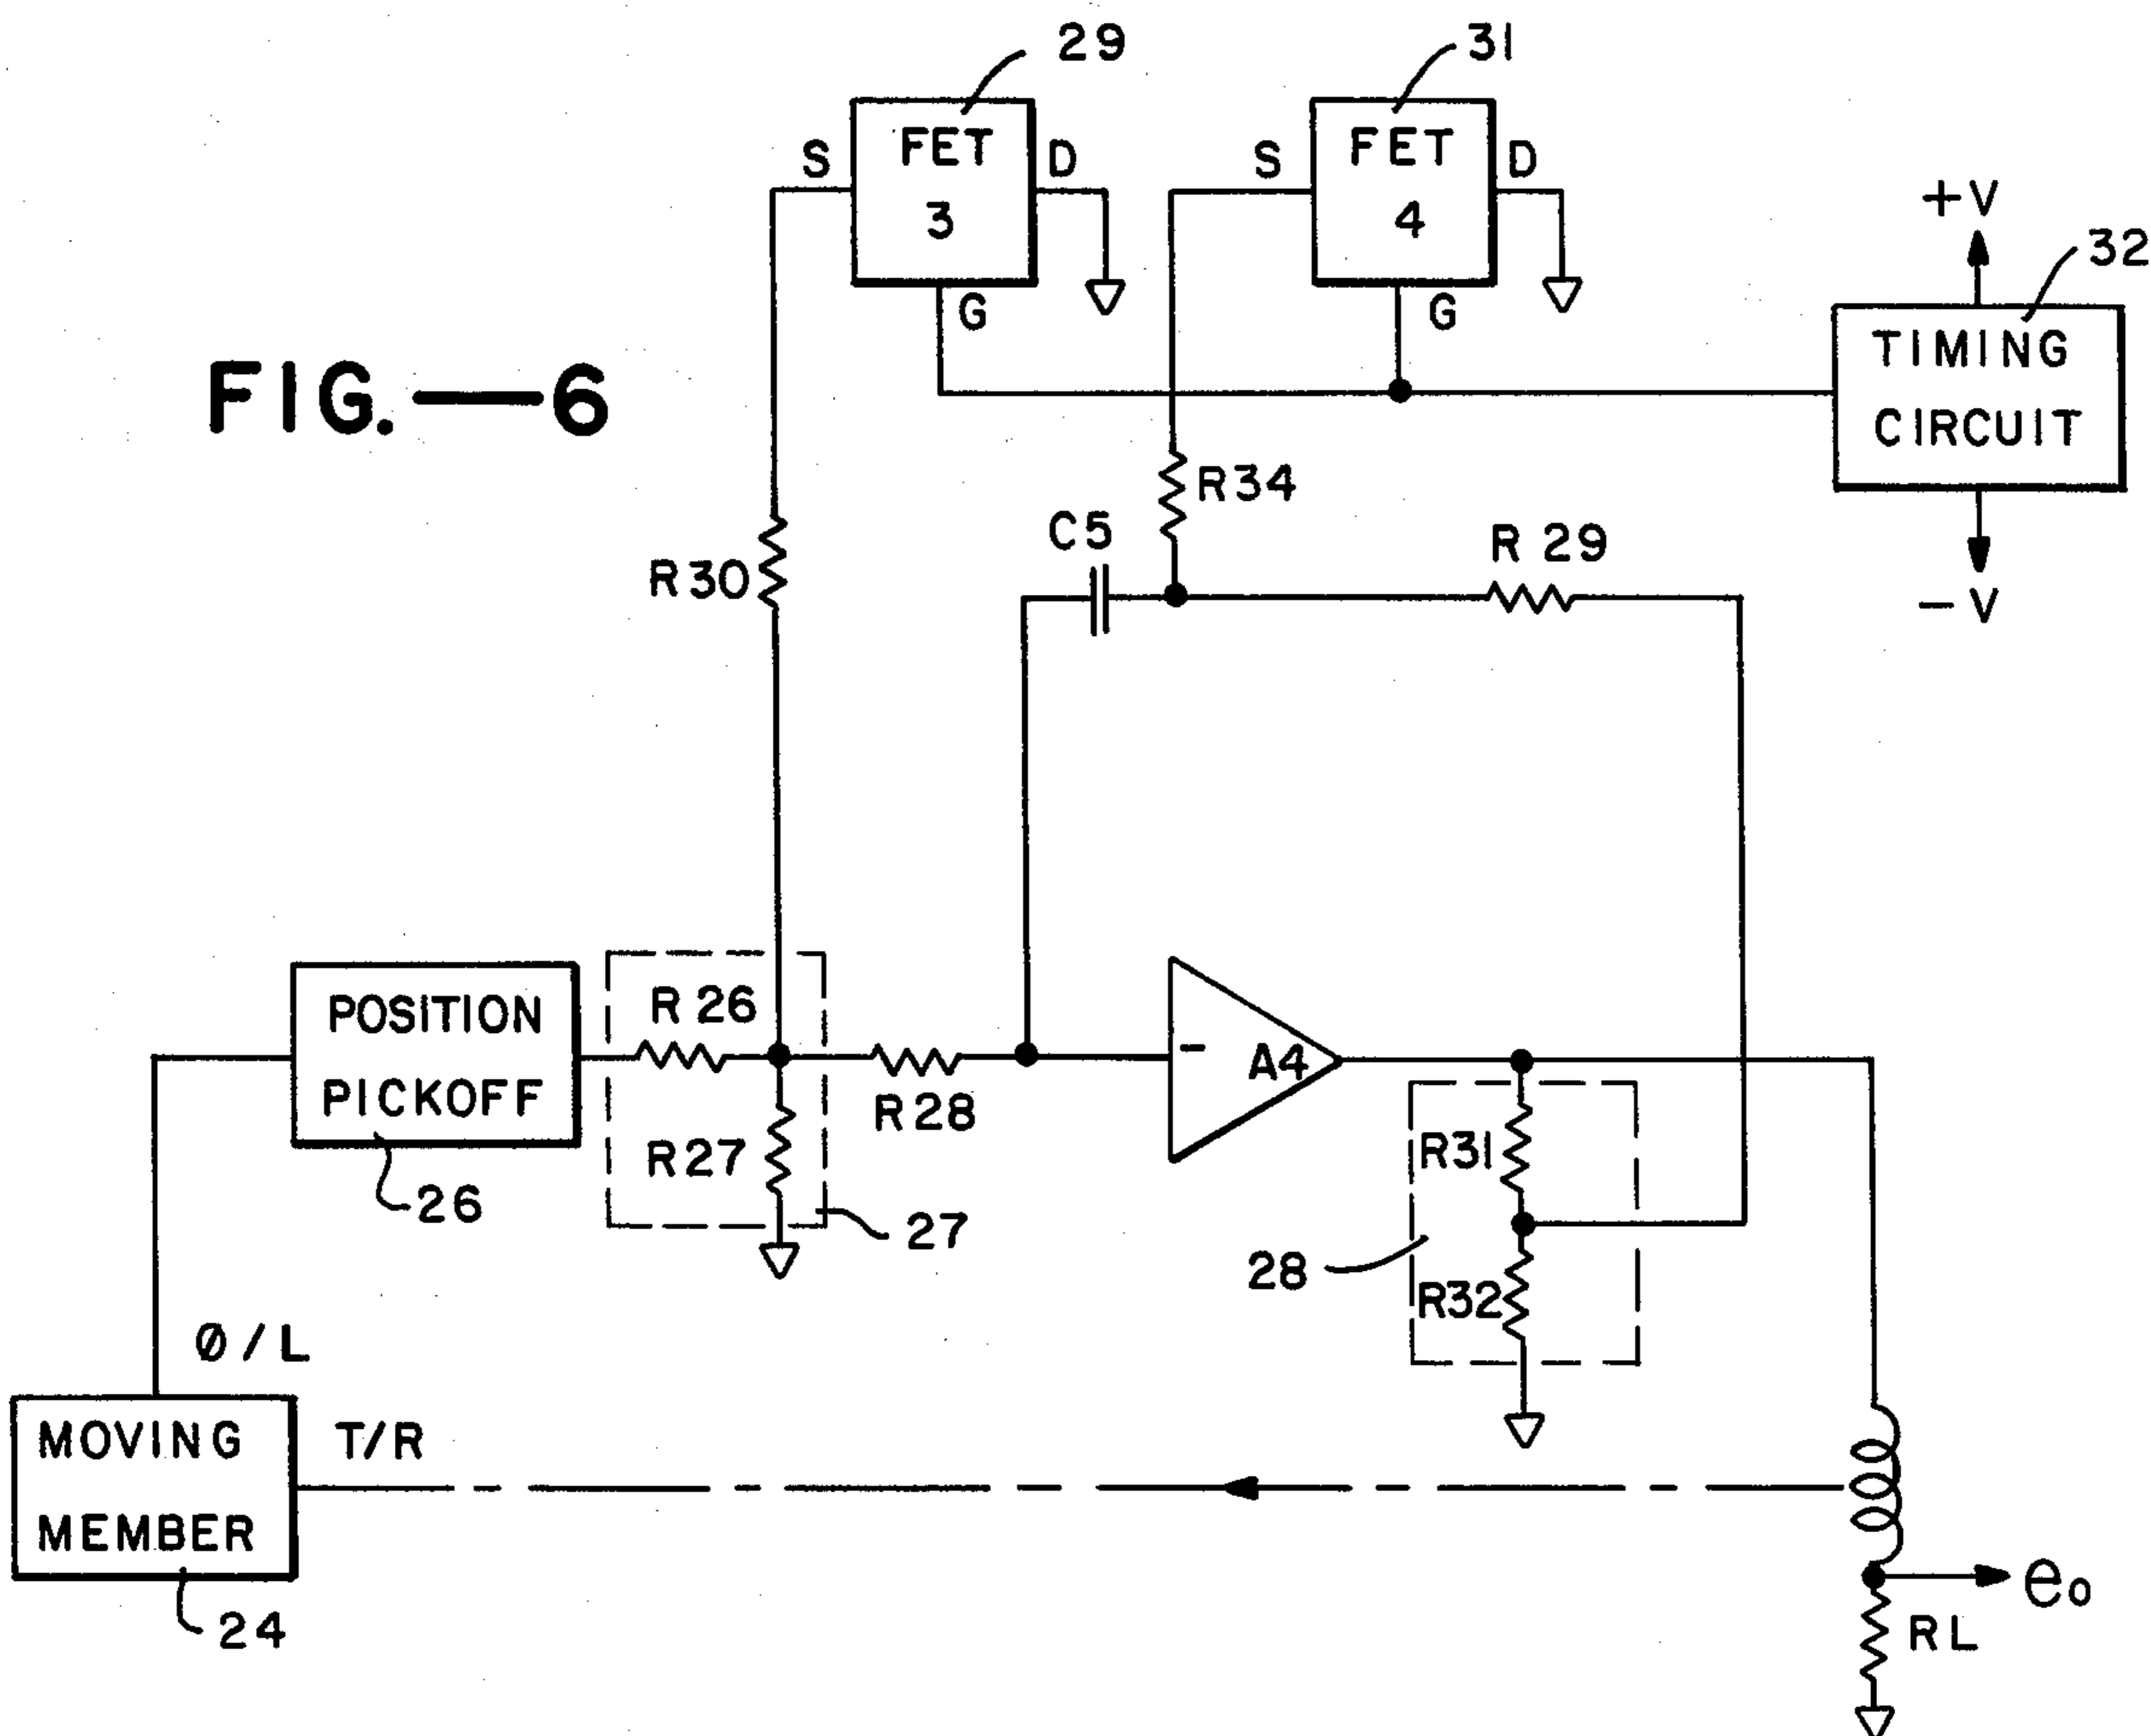 29
31
S
FET
3
D
G
S
FET
4
D
G
+V
32
TIMING
CIRCUIT
-V
FIG.—6
R34
C5
R 29
R30
POSITION
PICKOFF
26
R 26
R27
27
R28
-
A4
R31
28
R32
Ø/L
MOVING
MEMBER
T/R
24
eo
RL